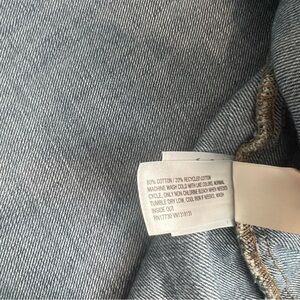 80% COTTON / 20% RECYCLED COTTON
MACHINE WASH COLD WITH LIKE COLORS, NORMAL
CYCLE, ONLY NON CHLORINE BLEACH WHEN NEEDED
TUMBLE DRY LOW, COOL IRON IF NEEDED, WASH
INSIDE OUT
RN17730